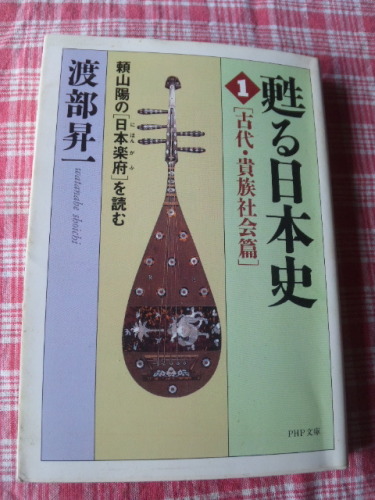 甦る日本史
1
[古代・貴族社会篇]
頼山陽の「日本楽府」を読む
にほんがふ
渡部昇一
watanabe shoichi
PHP文庫